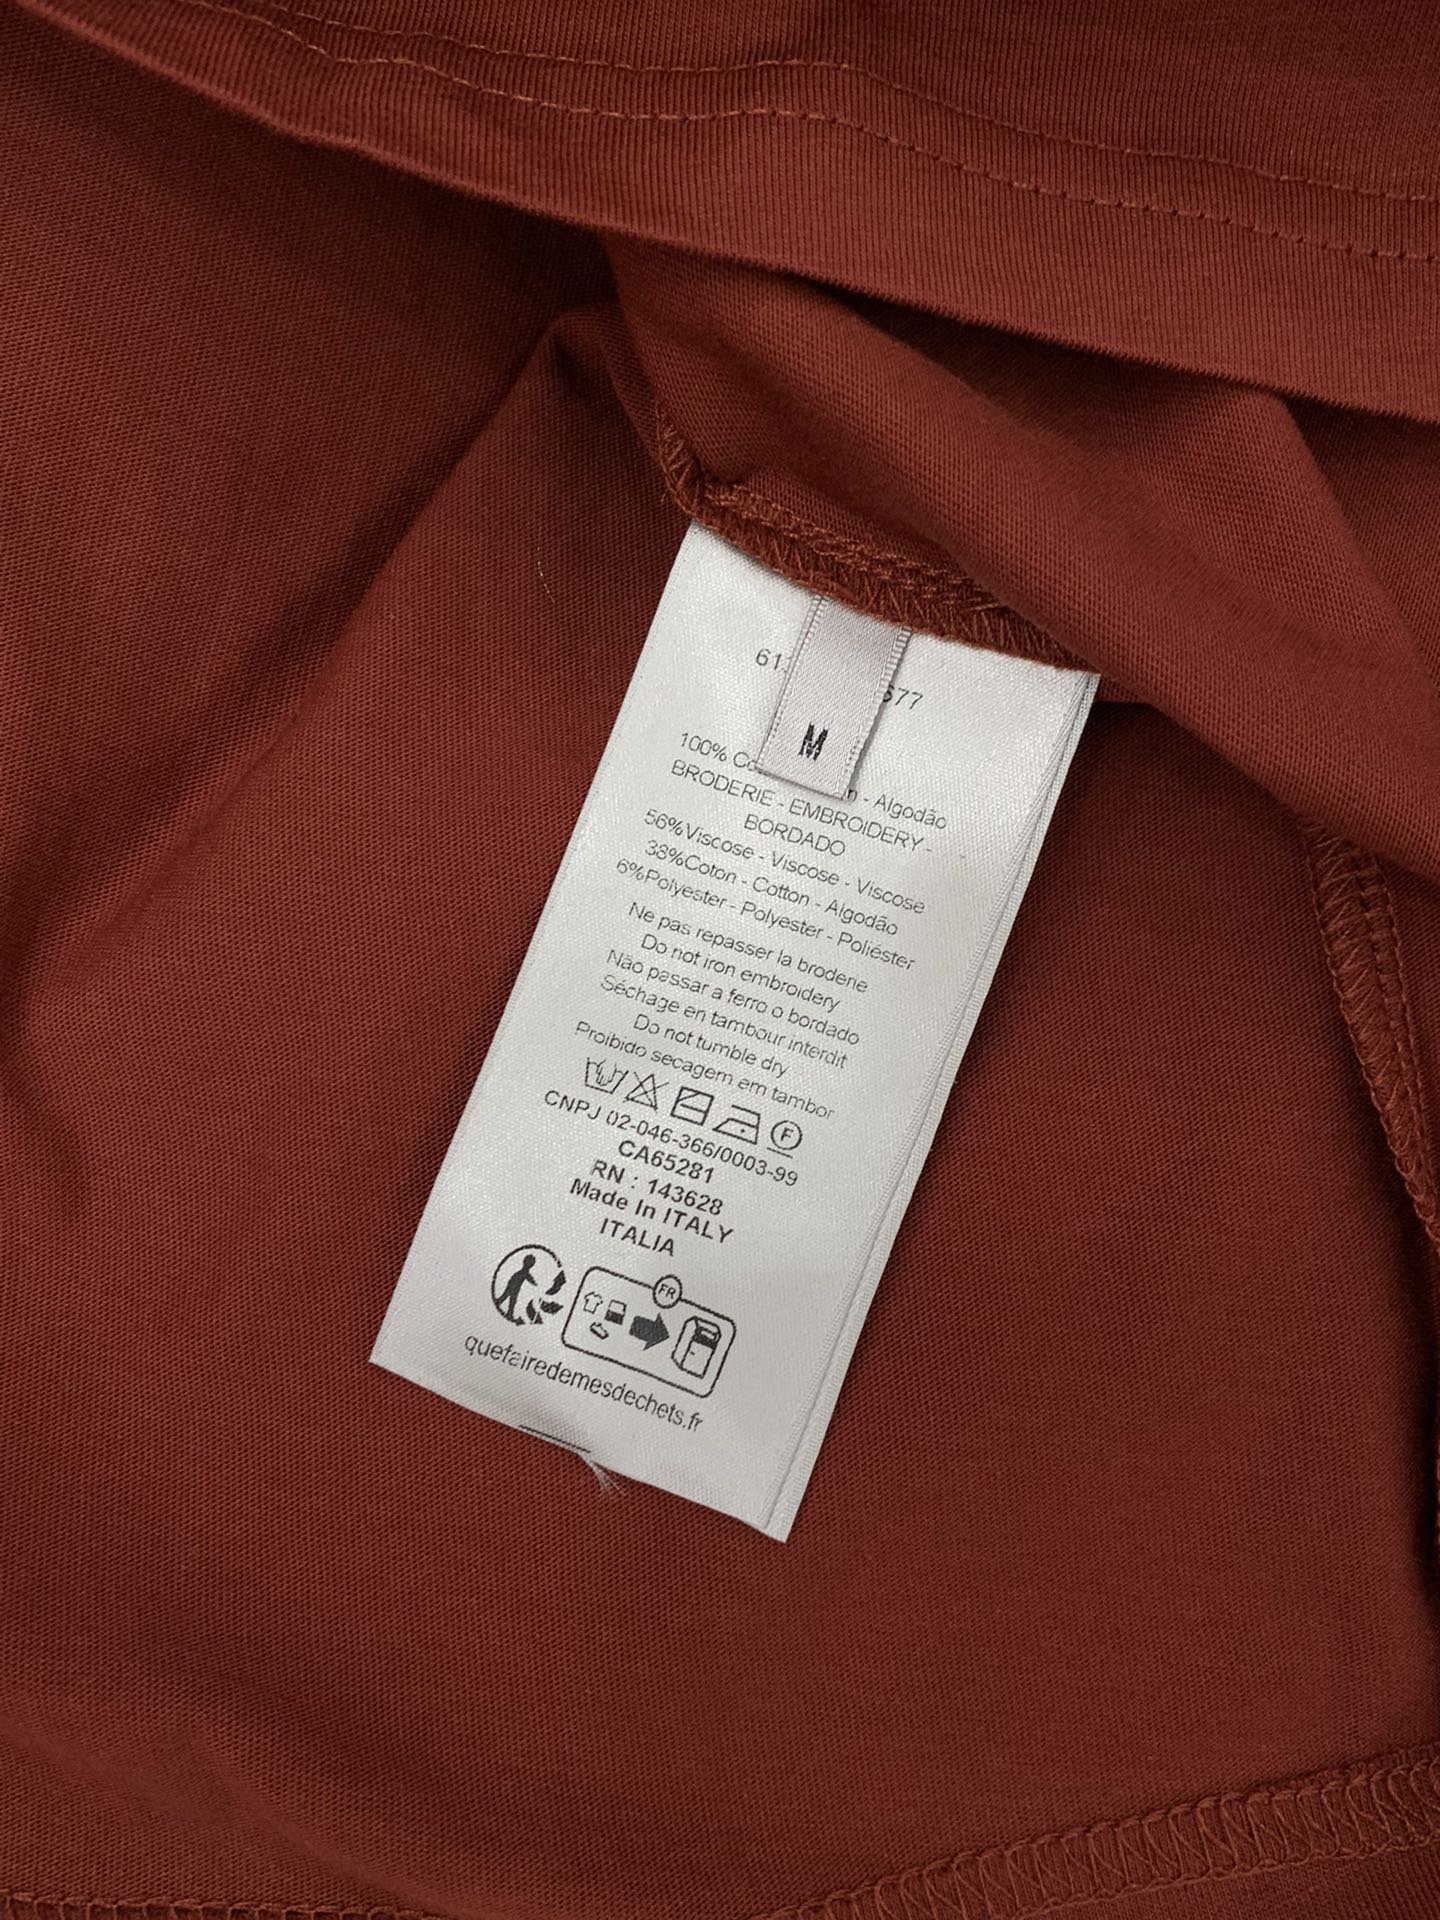 M
677
100%
- Algodão
BRODERIE - EMBROIDERY -
BORDADO
56%Viscose - Viscose - Viscose
38%Coton - Cotton - Algodão
6%Polyester - Polyester - Poliéster
Ne pas repasser la broderie
Do not iron embroidery
Não passar a ferro o bordado
Séchage en tambour interdit
Do not tumble dry
Proibido secagem em tambor
F
CNPJ 02-046-366/0003-99
CA65281
RN : 143628
Made In ITALY
ITALIA
FR
quefairedemesdechets.fr